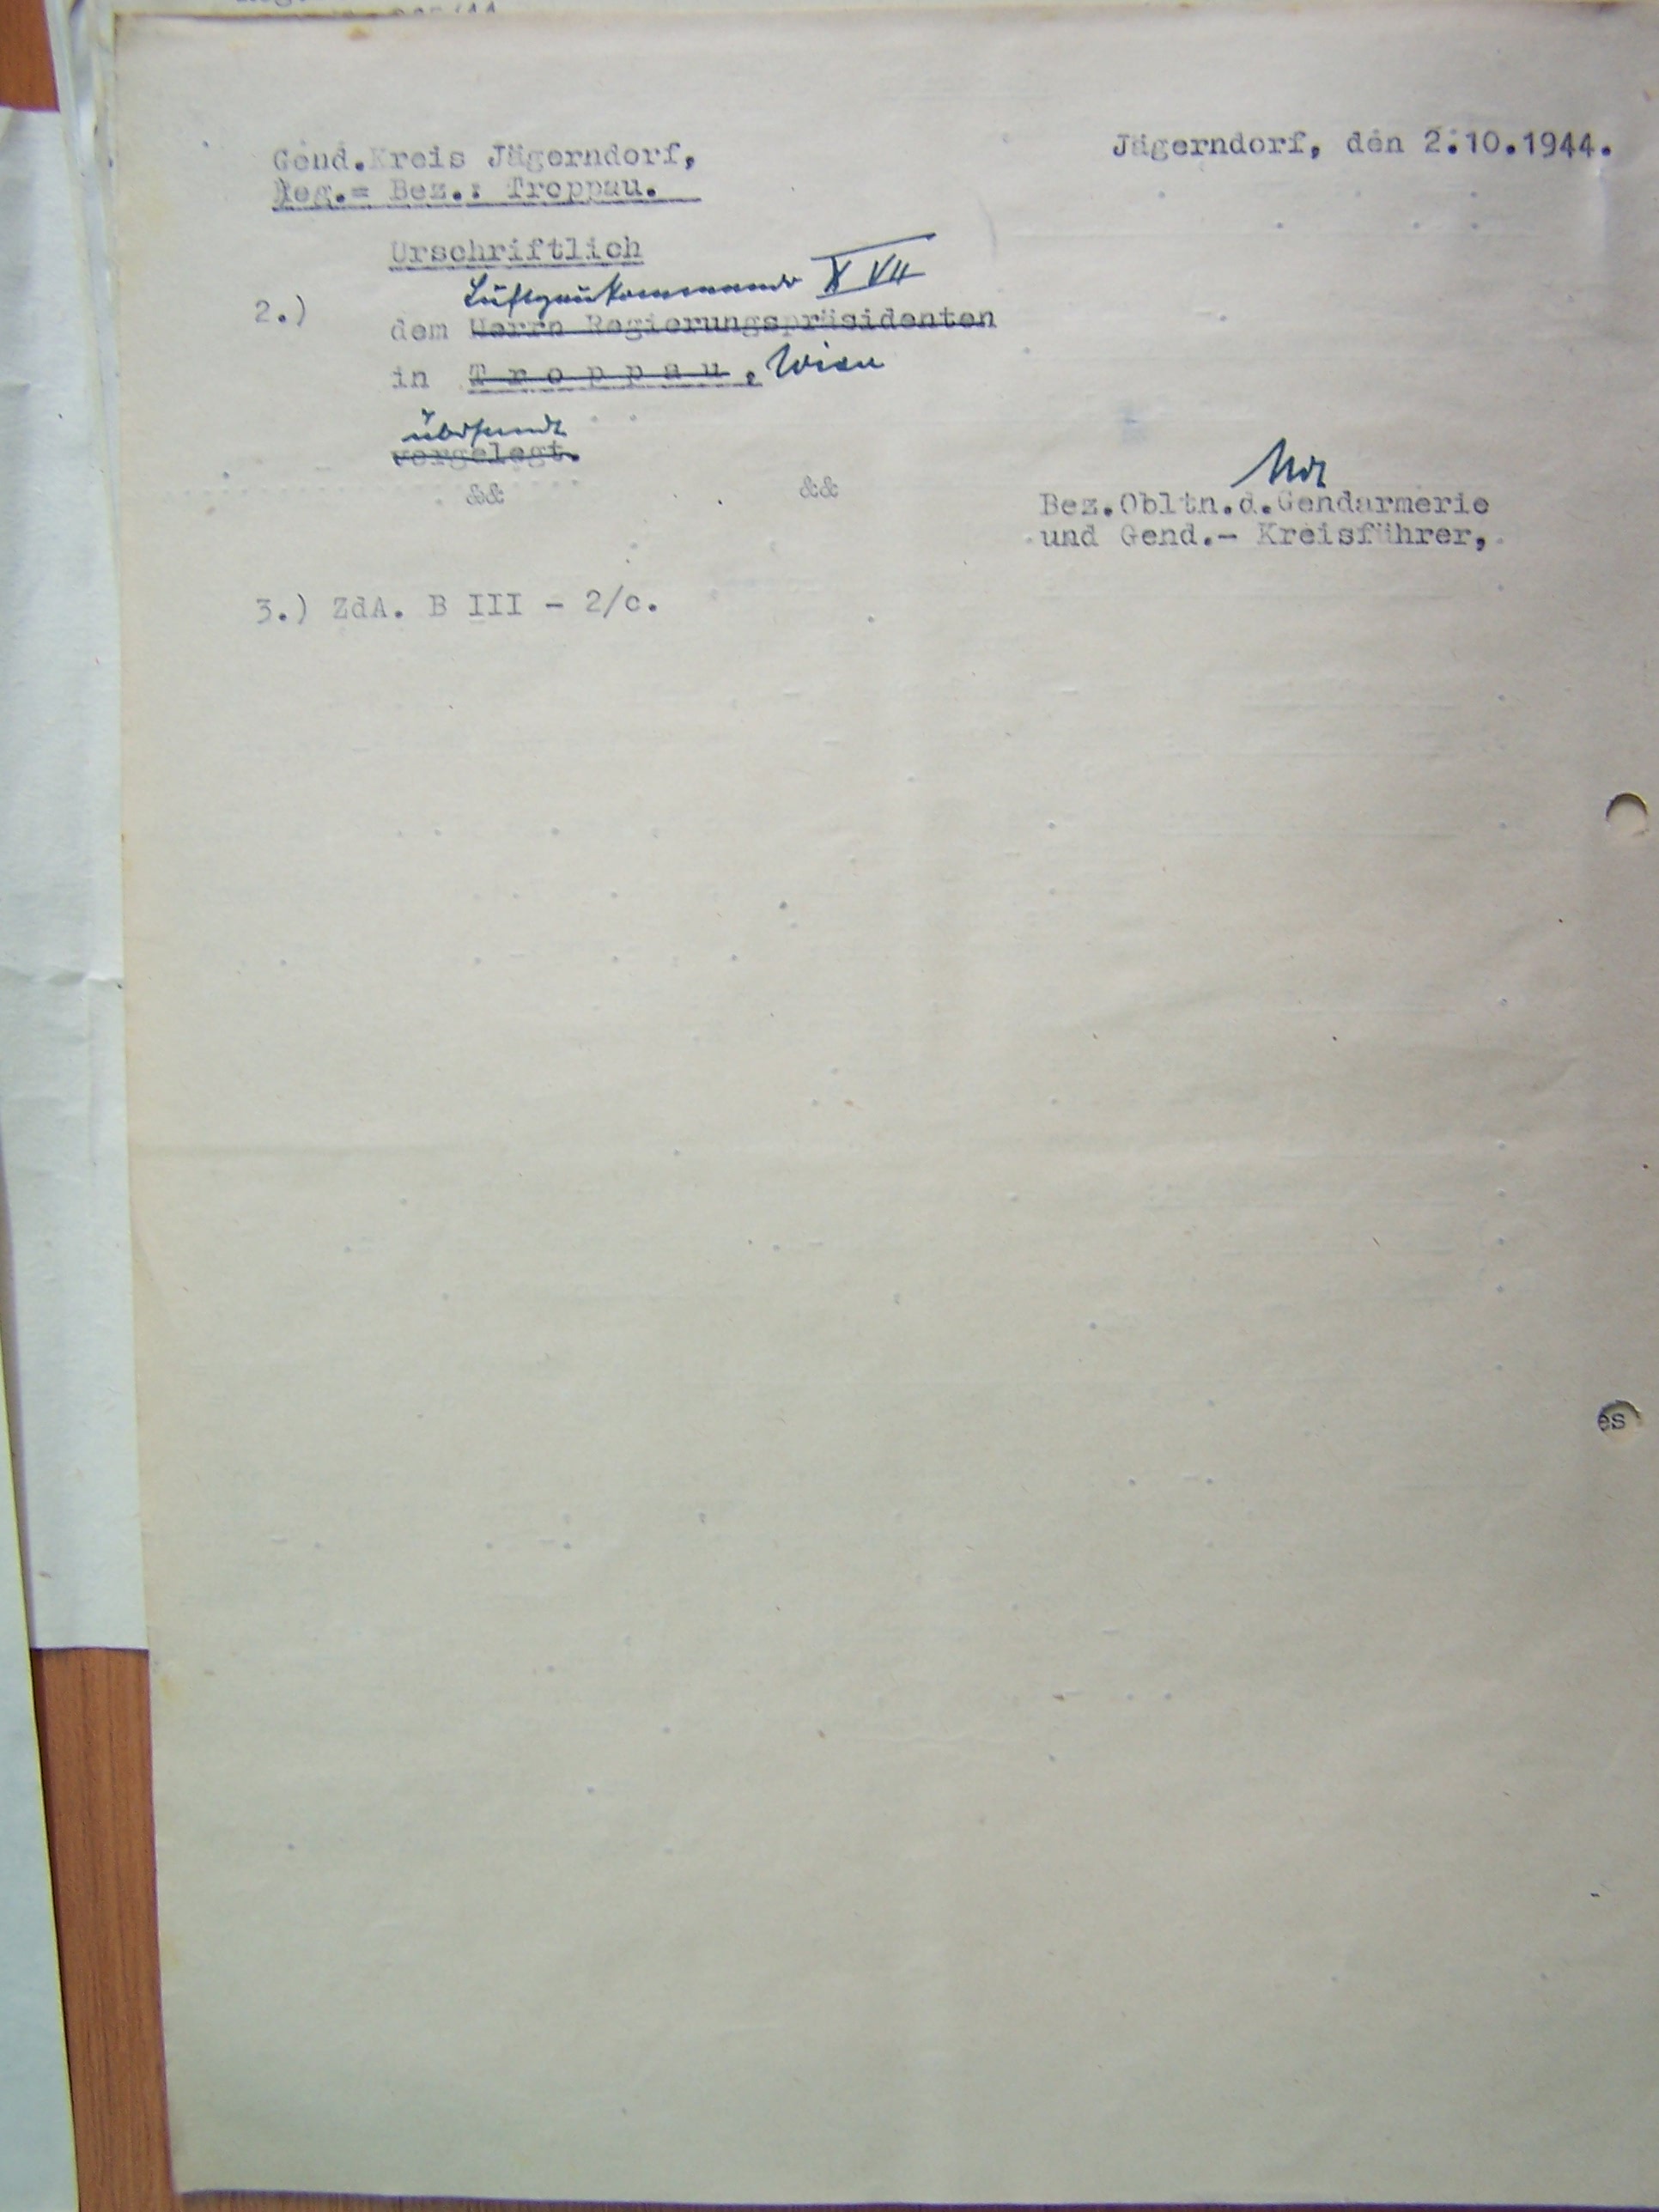 Gend.Kreis Jägerndorf,
Reg.= Bez.: Troppau.
Jägerndorf, den 2.10.1944.
Urschriftlich
Luftgaukommando XVII
2.)
dem Herrn Regierungspräsidenten
in T r o p p a u , Wien
übersandt
vorgelegt.
&& &&
Bez.Obltn.d.Gendarmerie
und Gend.- Kreisführer,
3.) ZdA. B III - 2/c.
es